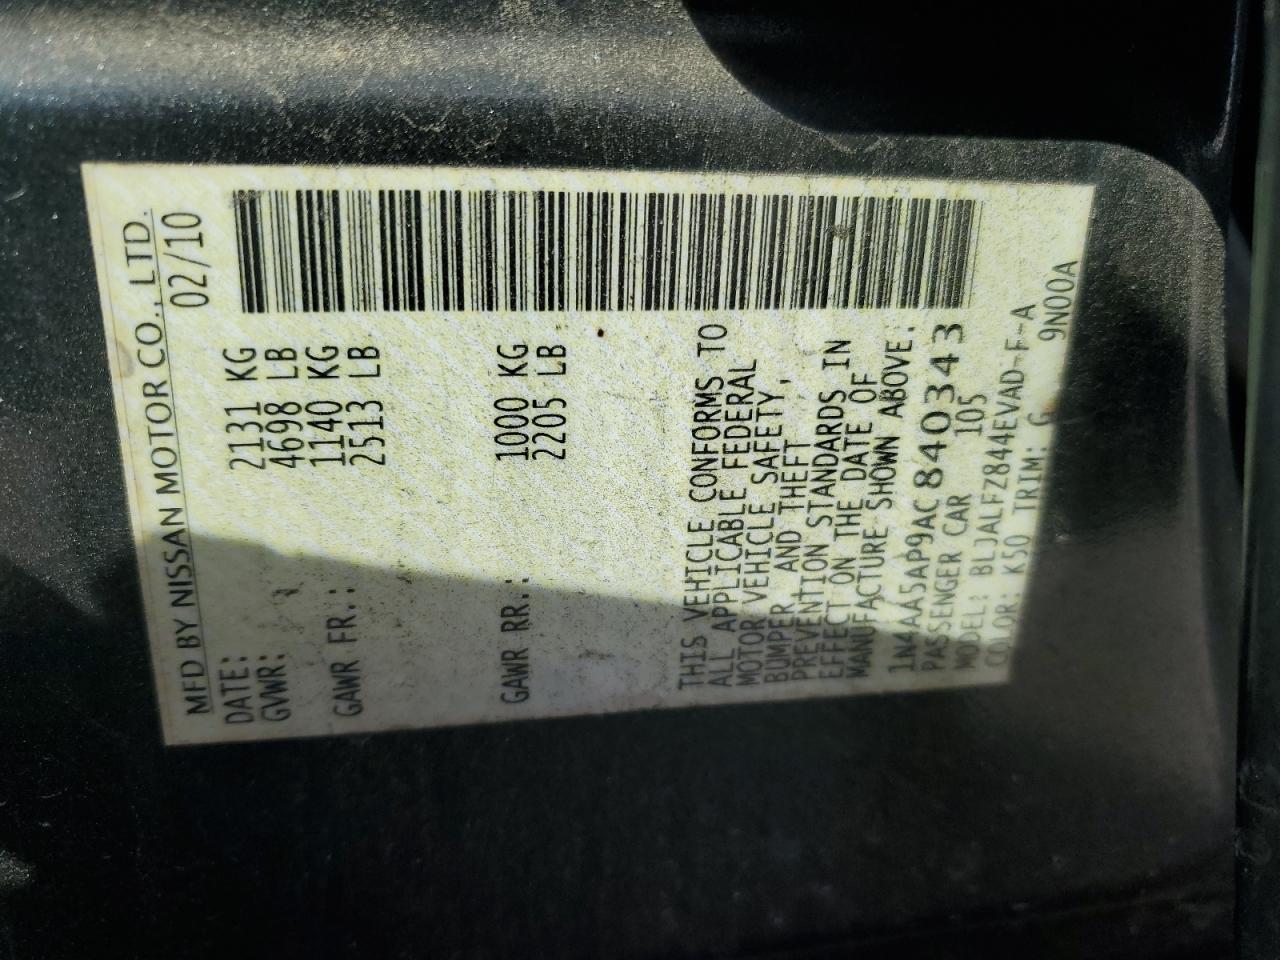 MFD BY NISSAN MOTOR CO., LTD.
DATE: 02/10
GVWR: 2131 KG
4698 LB
GAWR FR.: 1140 KG
2513 LB
GAWR RR.: 1000 KG
2205 LB
THIS VEHICLE CONFORMS TO
ALL APPLICABLE FEDERAL
MOTOR VEHICLE SAFETY,
BUMPER AND THEFT
PREVENTION STANDARDS IN
EFFECT ON THE DATE OF
MANUFACTURE SHOWN ABOVE.
1N4AA5AP9AC840343
PASSENGER CAR 105
MODEL: BLJALFZ844EVAD-F-A
COLOR: K50 TRIM: G 9N00A